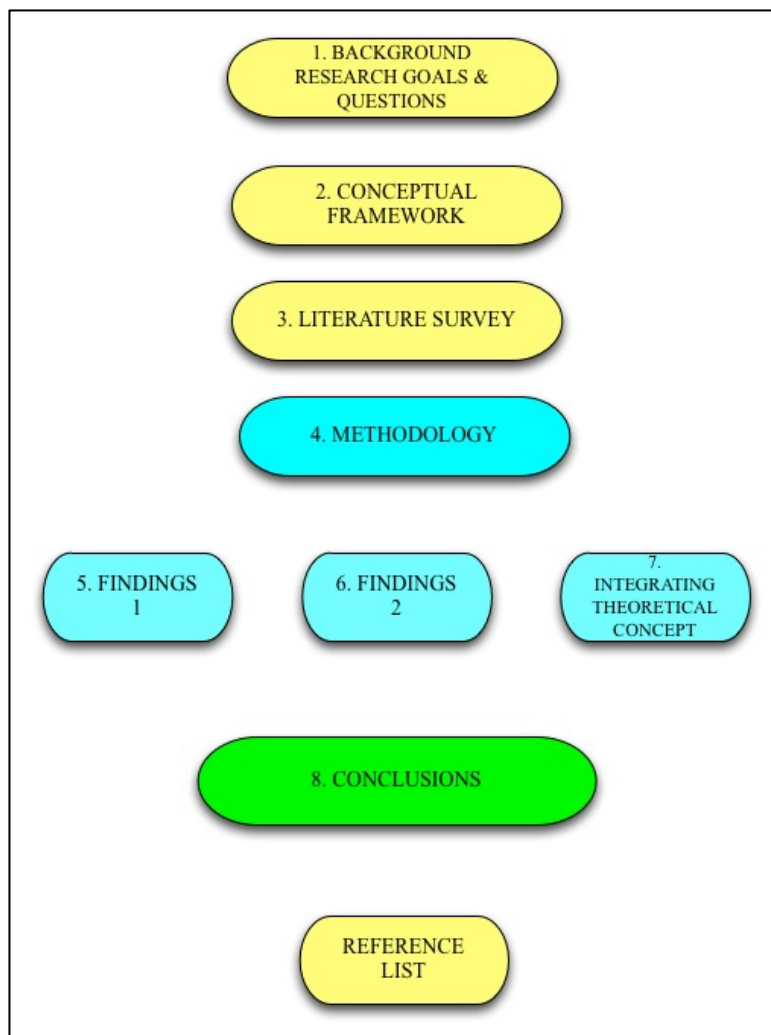 1. BACKGROUND
RESEARCH GOALS &
QUESTIONS
2. CONCEPTUAL
FRAMEWORK
3. LITERATURE SURVEY
4. METHODOLOGY
5. FINDINGS
1
6. FINDINGS
2
7.
INTEGRATING
THEORETICAL
CONCEPT
8. CONCLUSIONS
REFERENCE
LIST